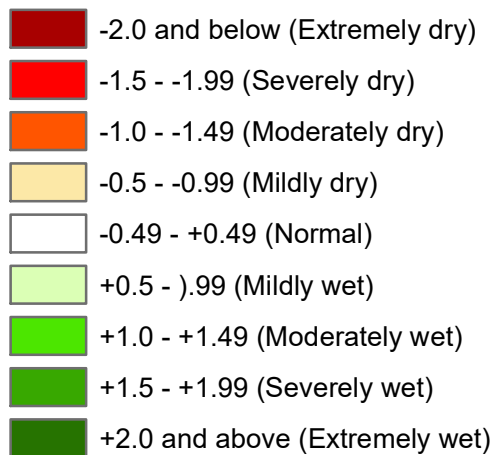 -2.0 and below (Extremely dry)
-1.5 - -1.99 (Severely dry)
-1.0 - -1.49 (Moderately dry)
-0.5 - -0.99 (Mildly dry)
-0.49 - +0.49 (Normal)
+0.5 - ).99 (Mildly wet)
+1.0 - +1.49 (Moderately wet)
+1.5 - +1.99 (Severely wet)
+2.0 and above (Extremely wet)